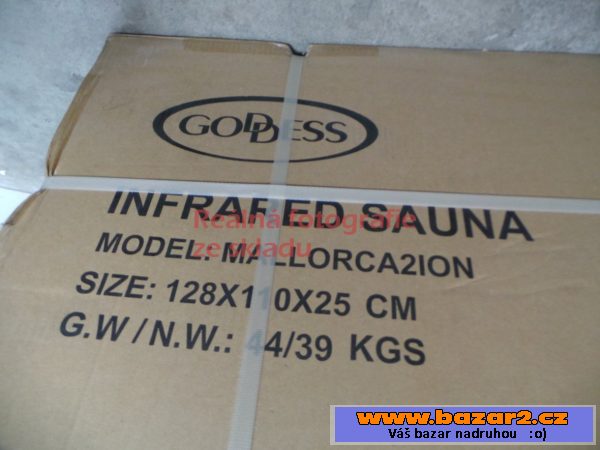 GODDESS
INFRARED SAUNA
Reálná fotografie
ze skladu
MODEL: MALLORCA2ION
SIZE: 128X110X25 CM
G.W / N.W.: 44/39 KGS
www.bazar2.cz
Váš bazar nadruhou :o)